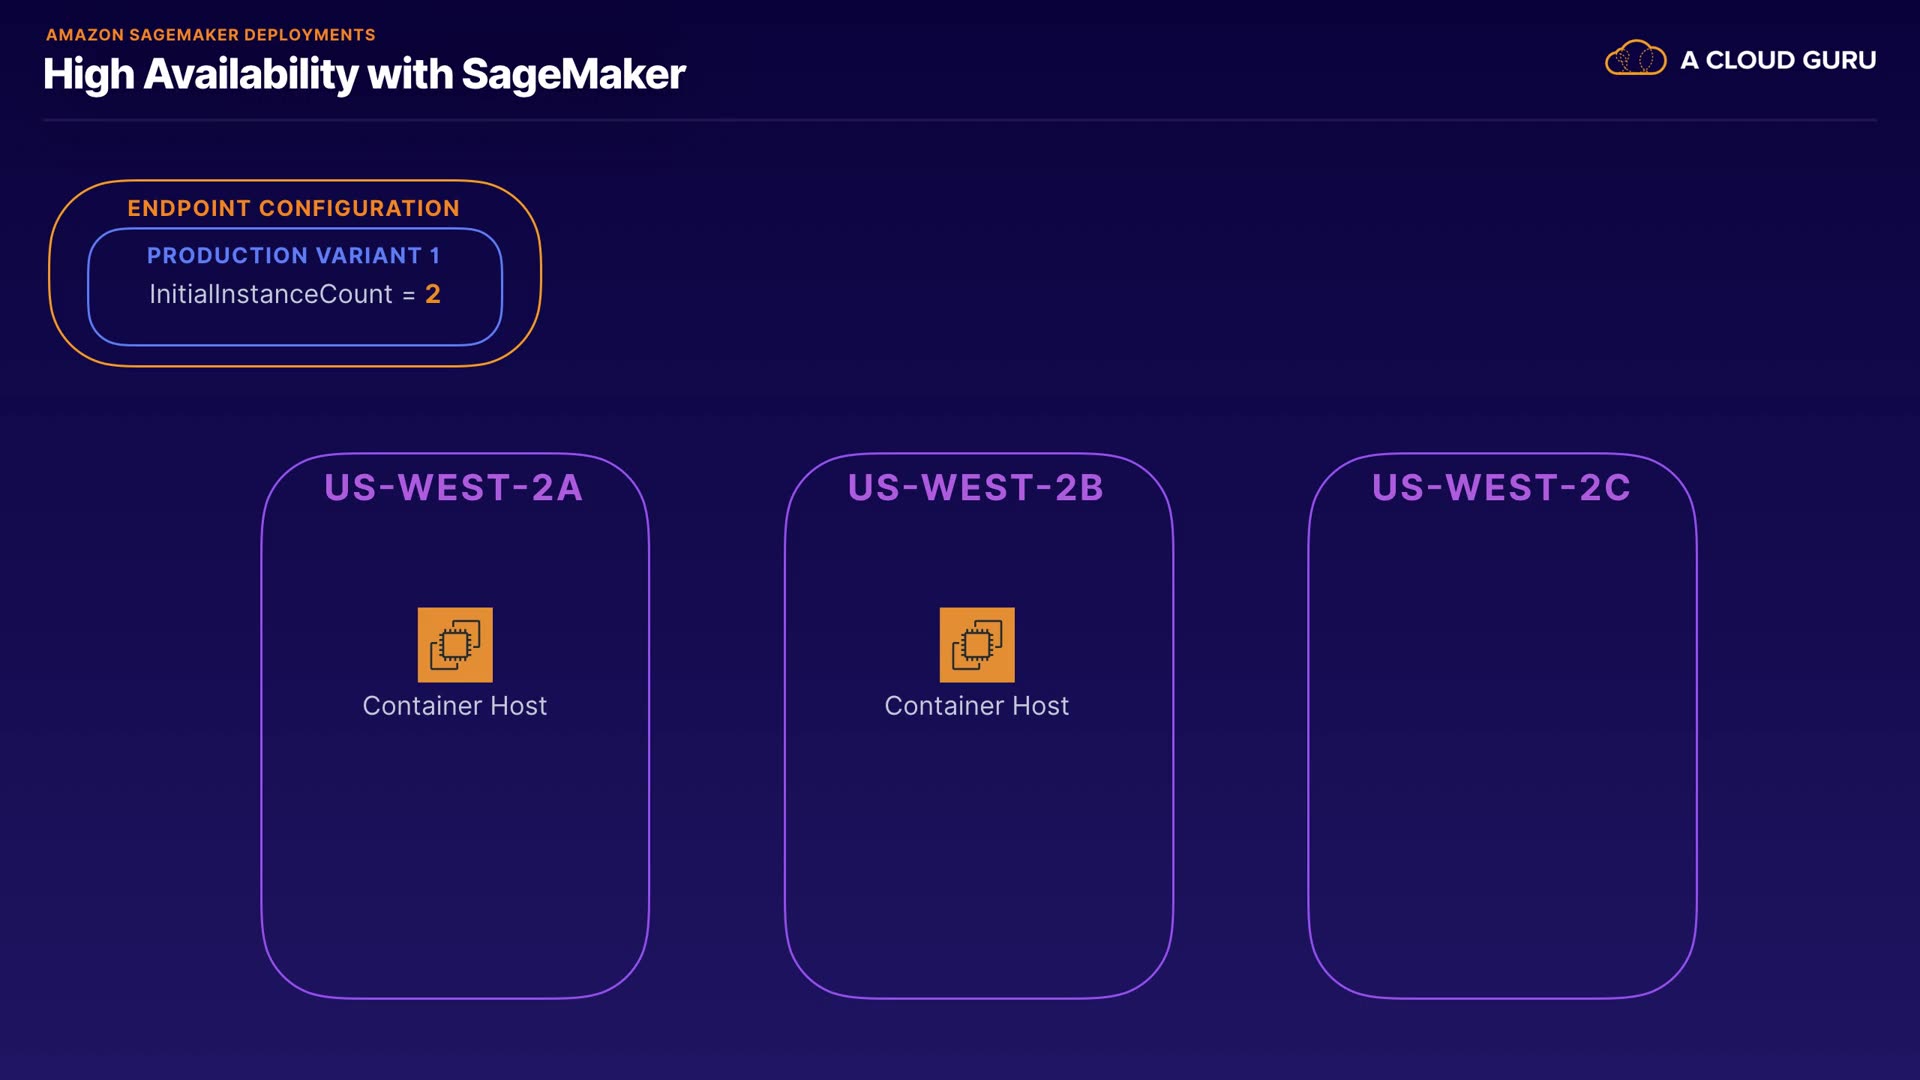 AMAZON SAGEMAKER DEPLOYMENTS
High Availability with SageMaker
A CLOUD GURU
ENDPOINT CONFIGURATION
PRODUCTION VARIANT 1
InitialInstanceCount = 2
US-WEST-2A
US-WEST-2B
US-WEST-2C
Container Host
Container Host